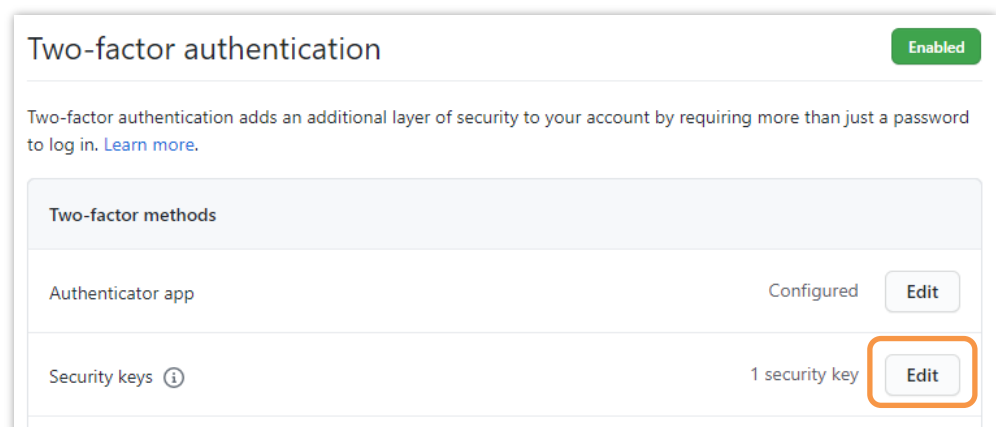 Two-factor authentication
Enabled
Two-factor authentication adds an additional layer of security to your account by requiring more than just a password
to log in. Learn more.
Two-factor methods
Authenticator app Configured Edit
Security keys 1 security key Edit